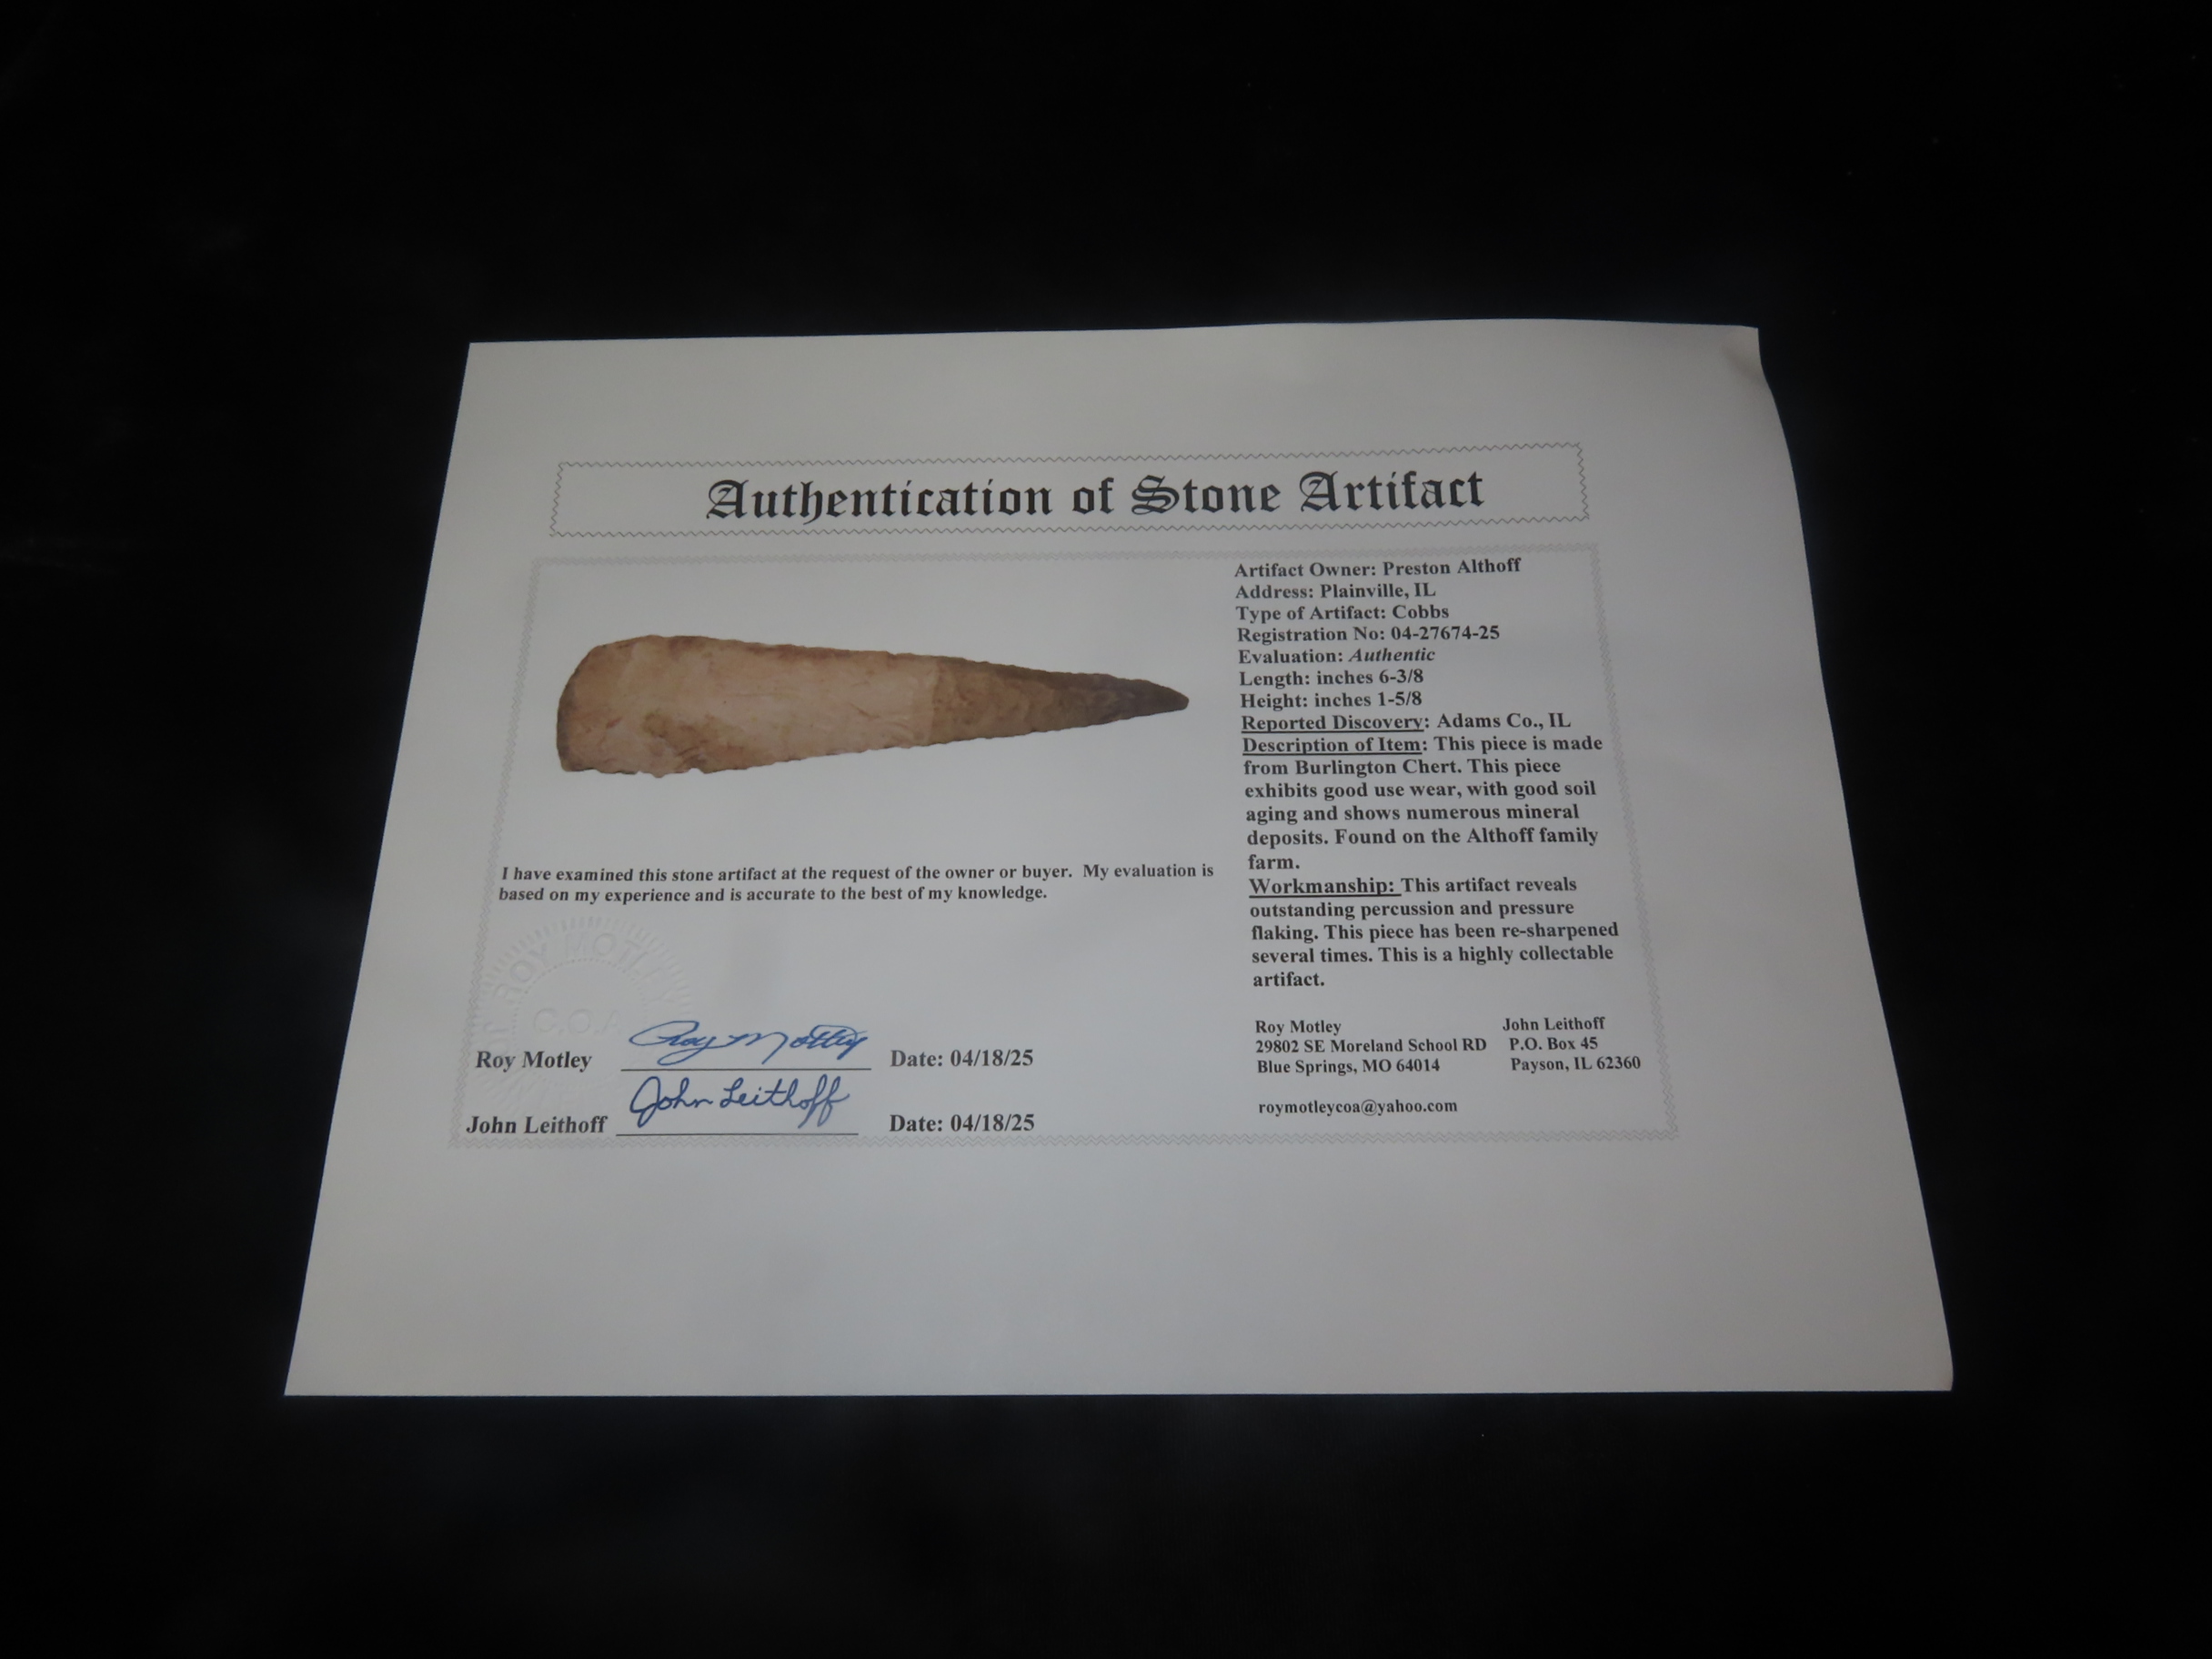 Authentication of Stone Artifact
Artifact Owner: Preston Althoff
Address: Plainville, IL
Type of Artifact: Cobbs
Registration No: 04-27674-25
Evaluation: Authentic
Length: inches 6-3/8
Height: inches 1-5/8
Reported Discovery: Adams Co., IL
Description of Item: This piece is made
from Burlington Chert. This piece
exhibits good use wear, with good soil
aging and shows numerous mineral
deposits. Found on the Althoff family
farm.
Workmanship: This artifact reveals
outstanding percussion and pressure
flaking. This piece has been re-sharpened
several times. This is a highly collectable
artifact.
I have examined this stone artifact at the request of the owner or buyer. My evaluation is
based on my experience and is accurate to the best of my knowledge.
ROY
Roy Motley Roy Motley Date: 04/18/25
John Leithoff John Leithoff Date: 04/18/25
Roy Motley
29802 SE Moreland School RD
Blue Springs, MO 64014
John Leithoff
P.O. Box 45
Payson, IL 62360
roymotleycoa@yahoo.com